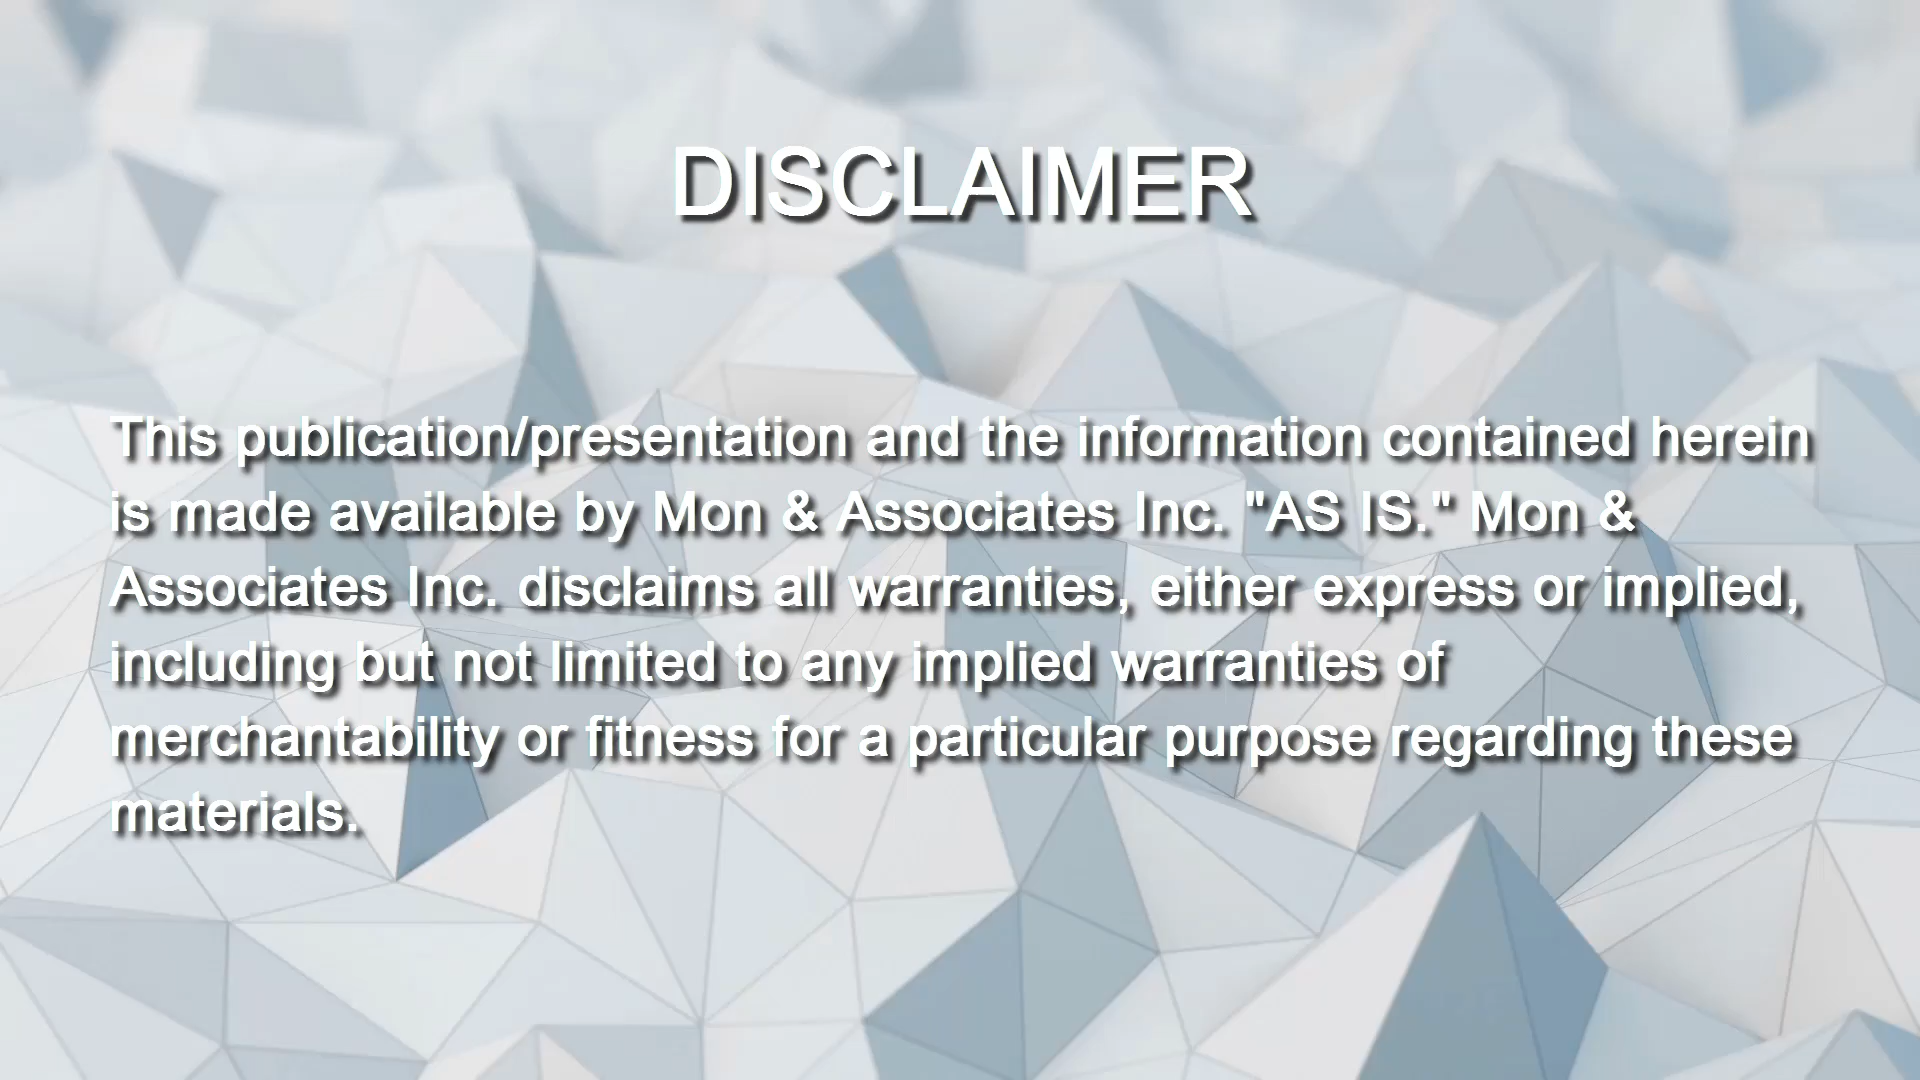 DISCLAIMER
This publication/presentation and the information contained herein
is made available by Mon & Associates Inc. "AS IS." Mon &
Associates Inc. disclaims all warranties, either express or implied,
including but not limited to any implied warranties of
merchantability or fitness for a particular purpose regarding these
materials.